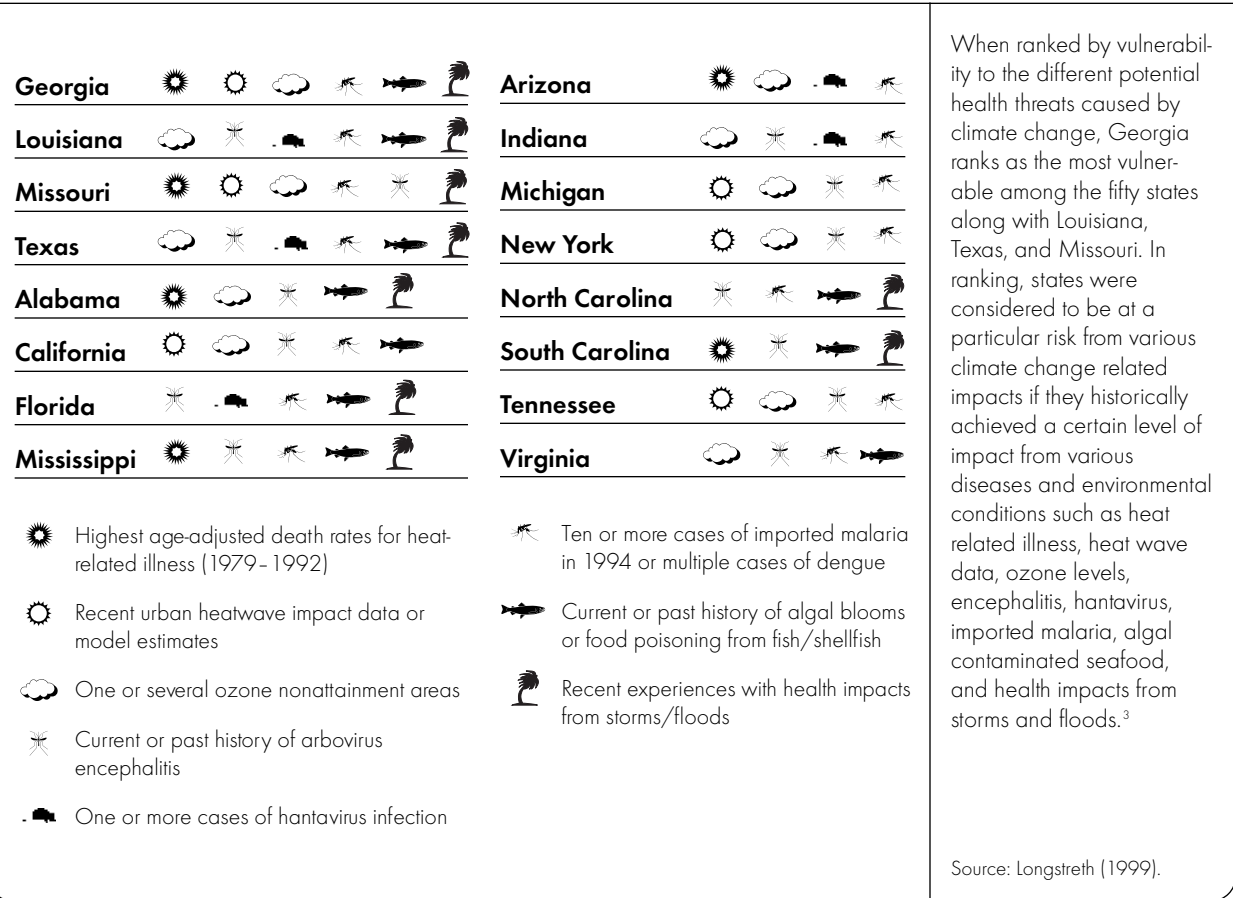 Georgia
Louisiana
Missouri
Texas
Alabama
California
Florida
Mississippi
Arizona
Indiana
Michigan
New York
North Carolina
South Carolina
Tennessee
Virginia
Highest age-adjusted death rates for heat-
related illness (1979–1992)
Recent urban heatwave impact data or
model estimates
One or several ozone nonattainment areas
Current or past history of arbovirus
encephalitis
One or more cases of hantavirus infection
Ten or more cases of imported malaria
in 1994 or multiple cases of dengue
Current or past history of algal blooms
or food poisoning from fish/shellfish
Recent experiences with health impacts
from storms/floods
When ranked by vulnerabil-
ity to the different potential
health threats caused by
climate change, Georgia
ranks as the most vulner-
able among the fifty states
along with Louisiana,
Texas, and Missouri. In
ranking, states were
considered to be at a
particular risk from various
climate change related
impacts if they historically
achieved a certain level of
impact from various
diseases and environmental
conditions such as heat
related illness, heat wave
data, ozone levels,
encephalitis, hantavirus,
imported malaria, algal
contaminated seafood,
and health impacts from
storms and floods.³
Source: Longstreth (1999).